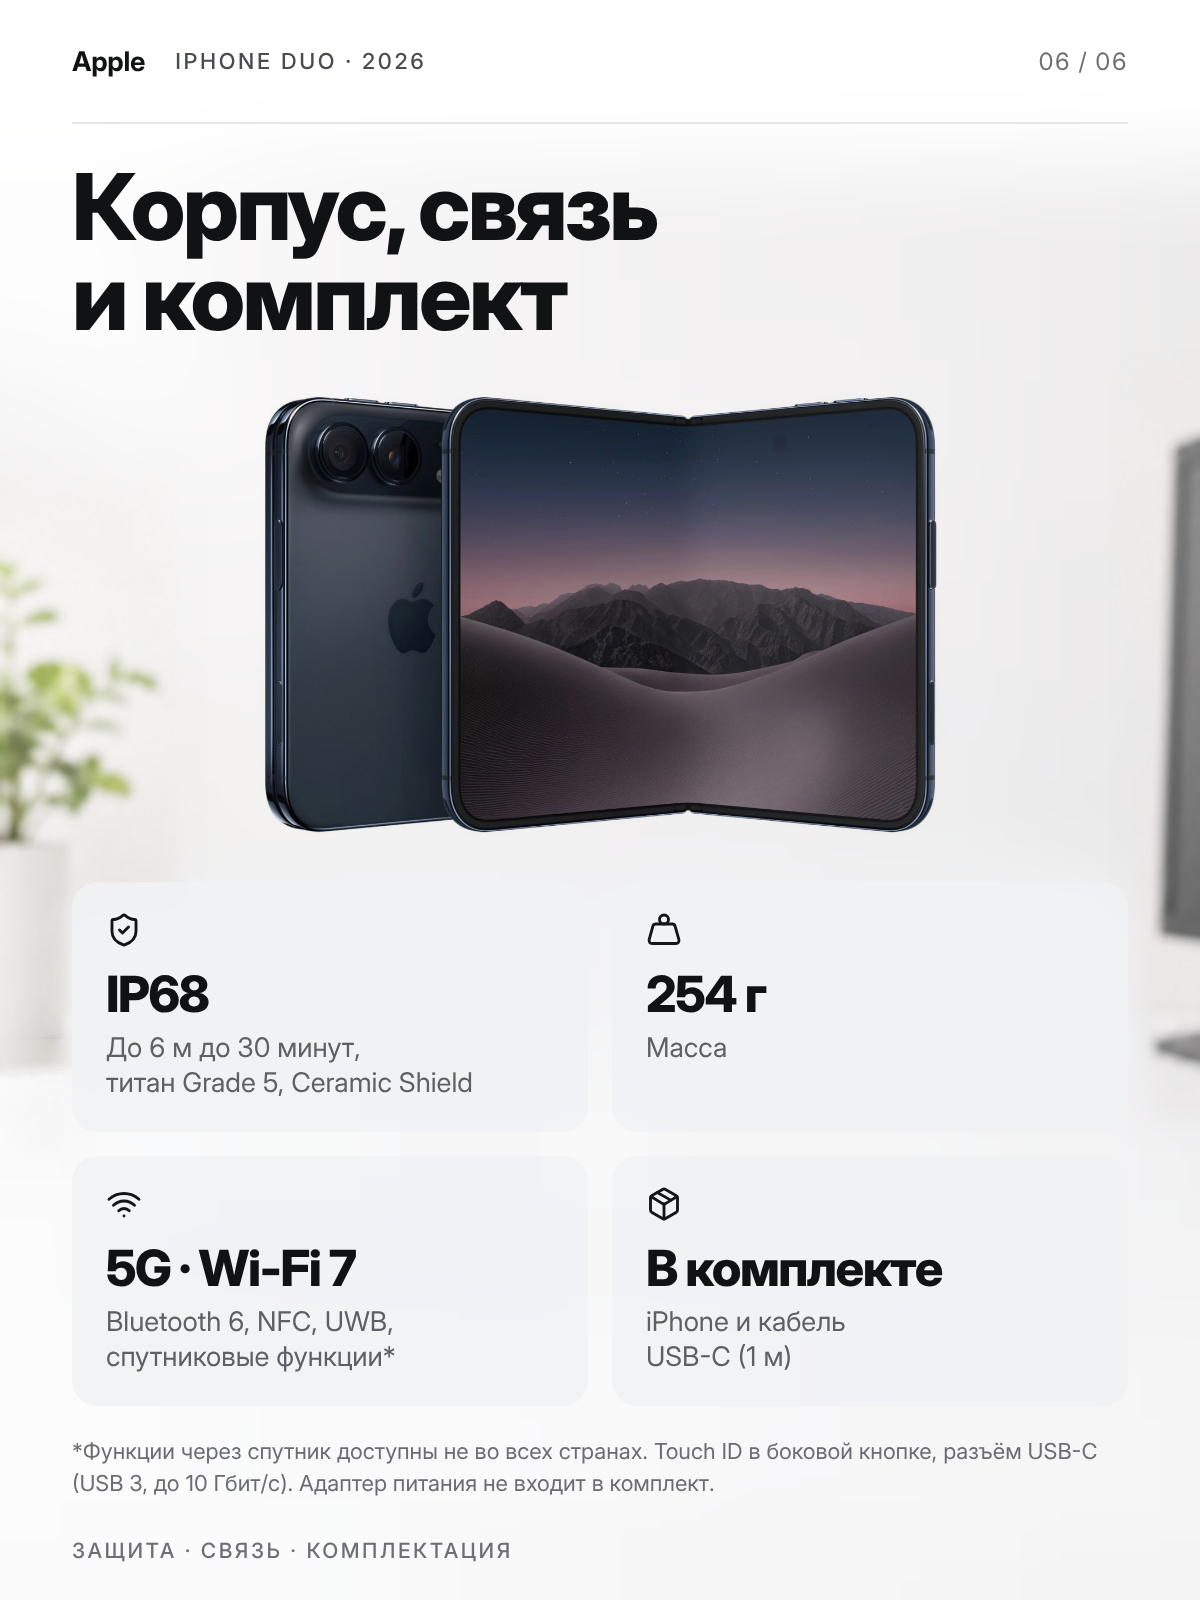 Apple IPHONE DUO · 2026 06 / 06
Корпус, связь
и комплект
IP68
До 6 м до 30 минут,
титан Grade 5, Ceramic Shield
254 г
Масса
5G · Wi-Fi 7
Bluetooth 6, NFC, UWB,
спутниковые функции*
В комплекте
iPhone и кабель
USB-C (1 м)
*Функции через спутник доступны не во всех странах. Touch ID в боковой кнопке, разъём USB-C
(USB 3, до 10 Гбит/с). Адаптер питания не входит в комплект.
ЗАЩИТА · СВЯЗЬ · КОМПЛЕКТАЦИЯ